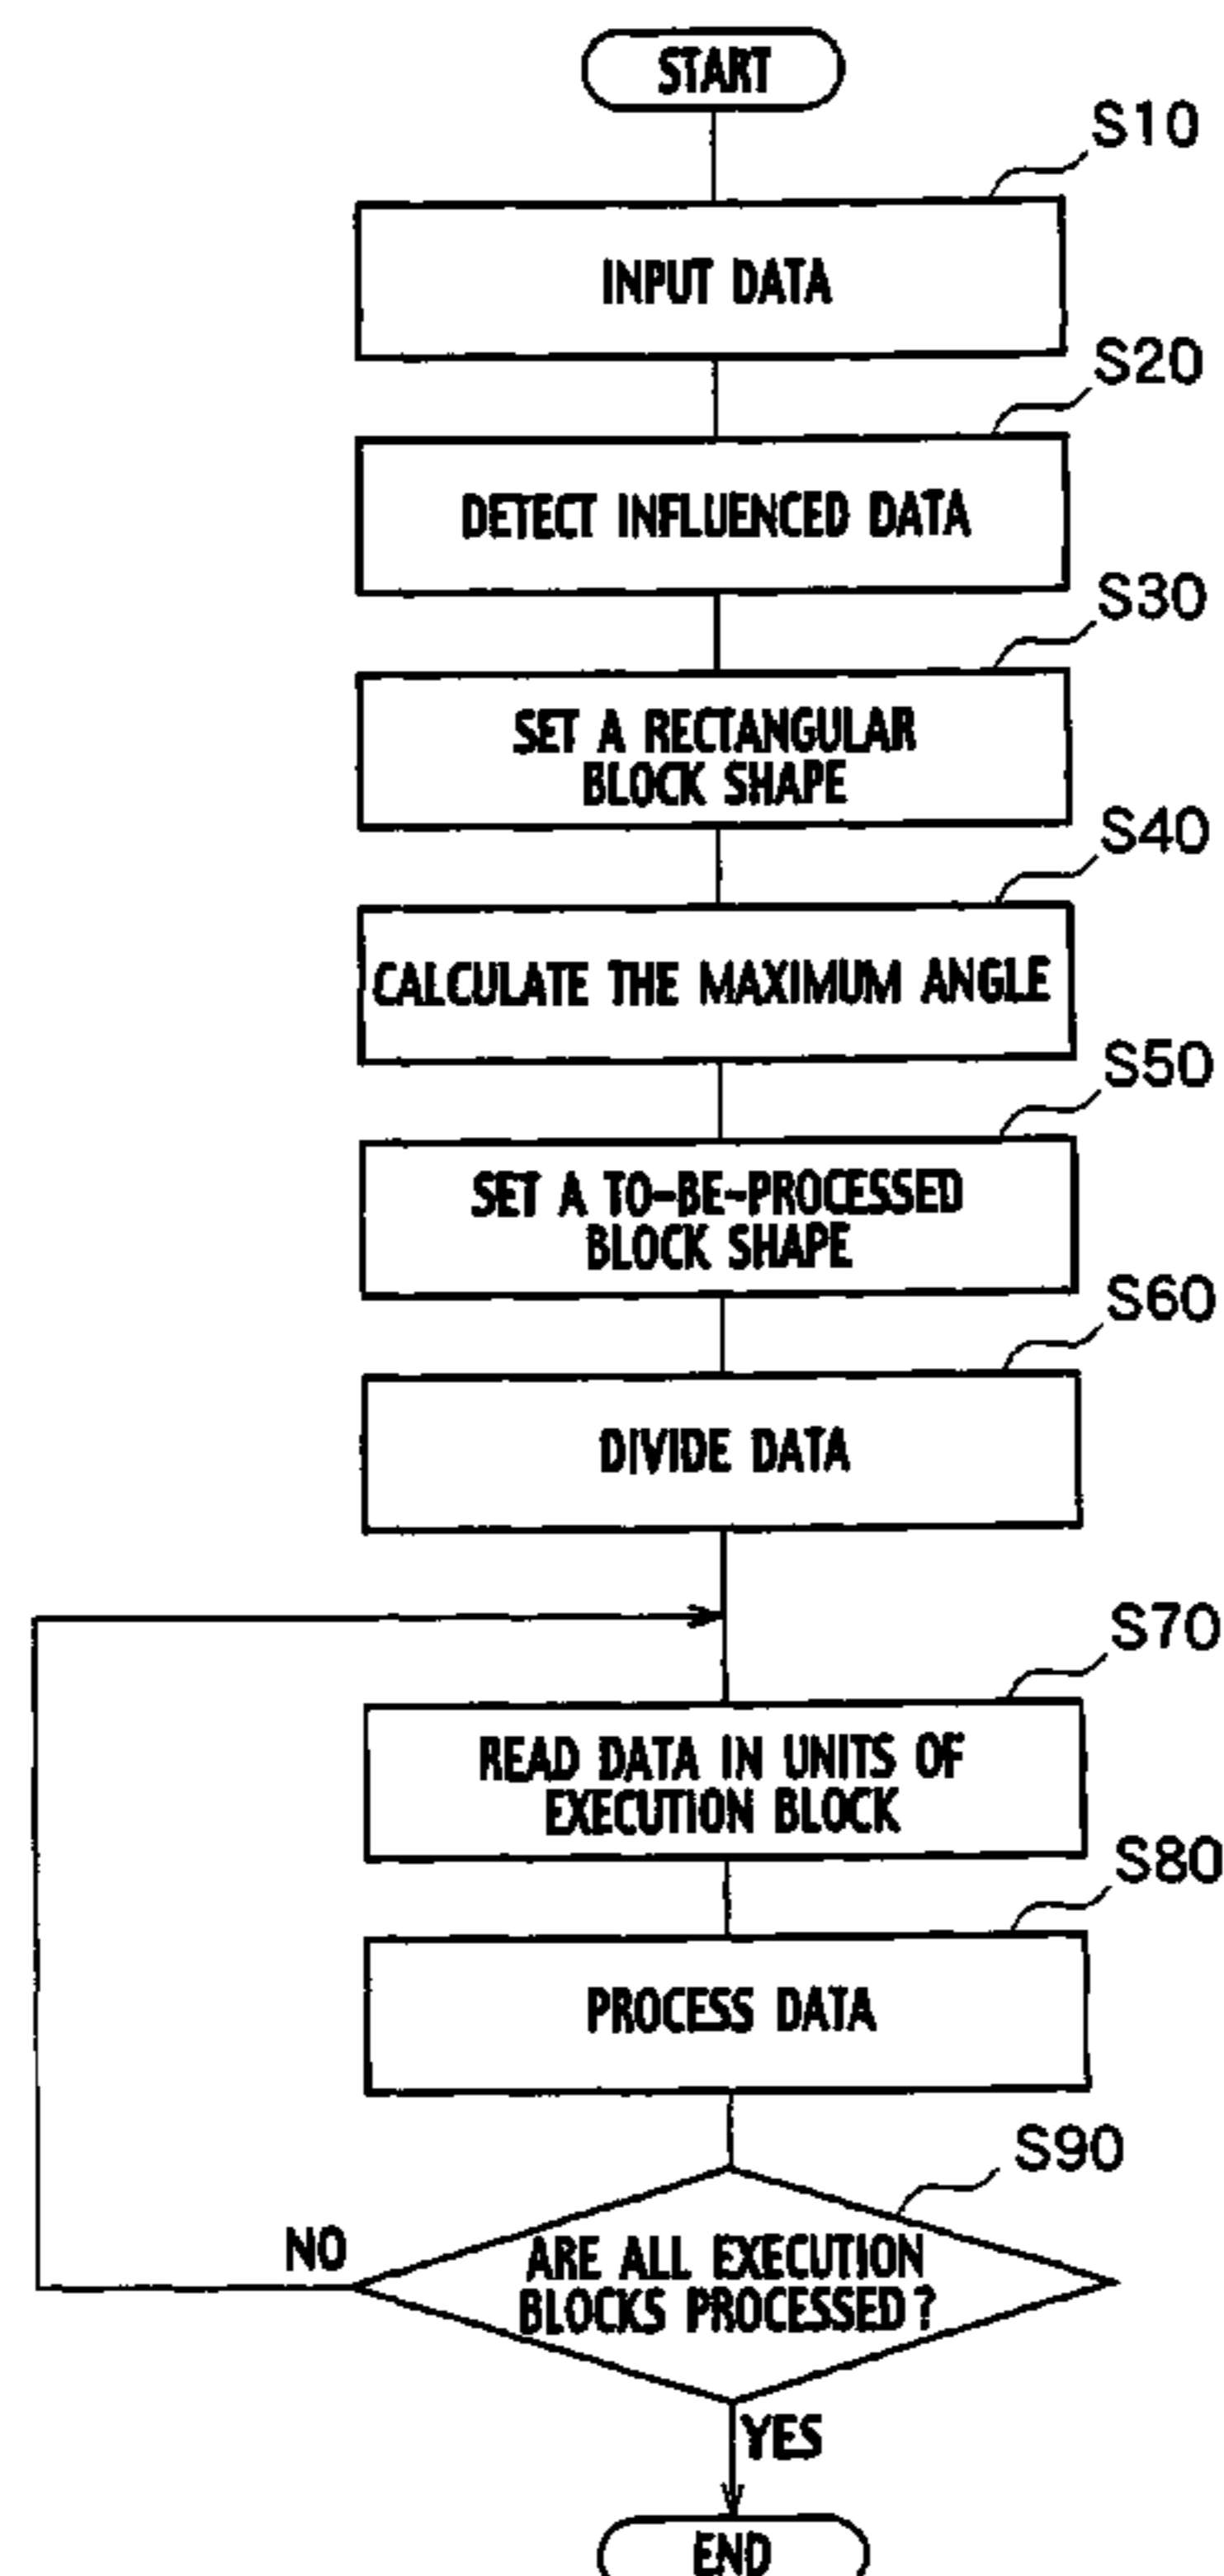 START
S10
INPUT DATA
S20
DETECT INFLUENCED DATA
S30
SET A RECTANGULAR
BLOCK SHAPE
S40
CALCULATE THE MAXIMUM ANGLE
S50
SET A TO-BE-PROCESSED
BLOCK SHAPE
S60
DIVIDE DATA
S70
READ DATA IN UNITS OF
EXECUTION BLOCK
S80
PROCESS DATA
S90
NO
ARE ALL EXECUTION
BLOCKS PROCESSED?
YES
END